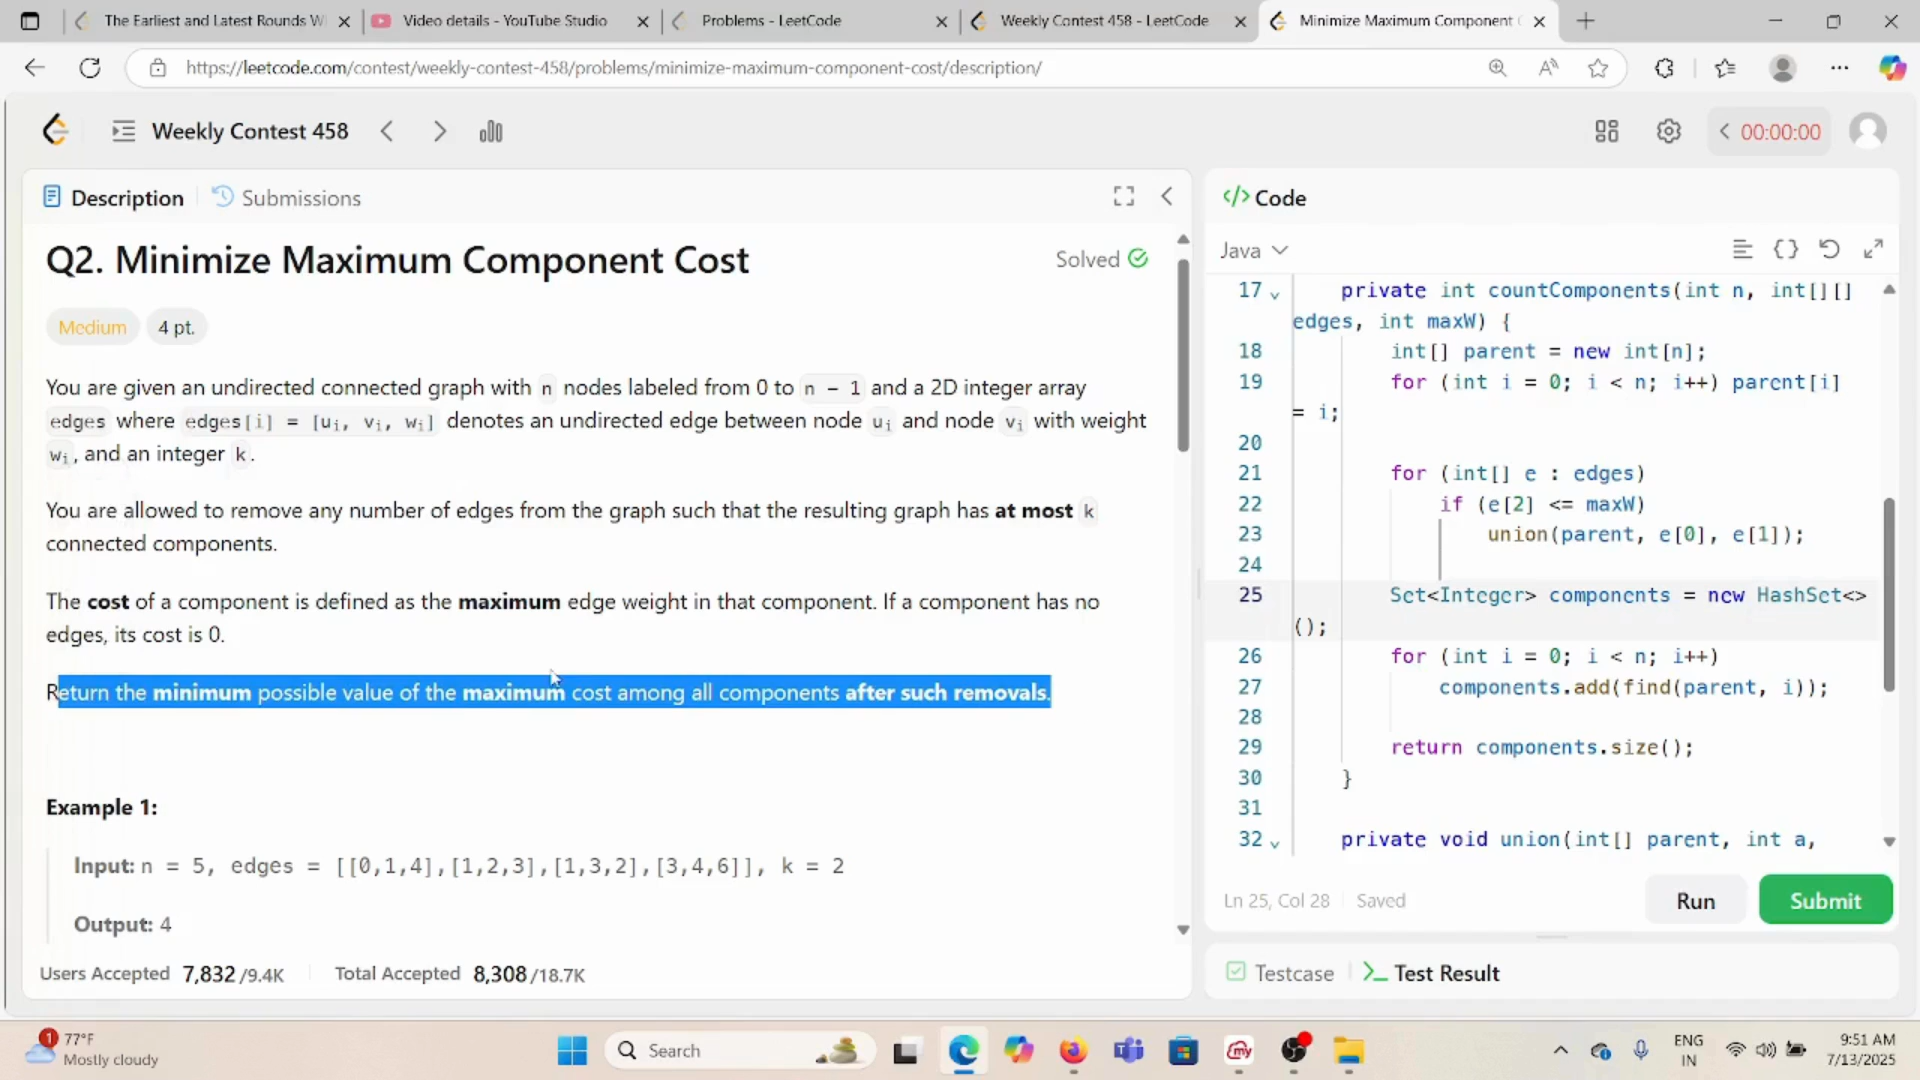 The Earliest and Latest Rounds W
Video details - YouTube Studio
Problems - LeetCode
Weekly Contest 458 - LeetCode
Minimize Maximum Component C
https://leetcode.com/contest/weekly-contest-458/problems/minimize-maximum-component-cost/description/
Weekly Contest 458
00:00:00
Description
Submissions
Q2. Minimize Maximum Component Cost
Solved
Medium
4 pt.
You are given an undirected connected graph with n nodes labeled from 0 to n - 1 and a 2D integer array
edges where edges[i] = [ui, vi, wi] denotes an undirected edge between node ui and node vi with weight
wi, and an integer k.
You are allowed to remove any number of edges from the graph such that the resulting graph has at most k
connected components.
The cost of a component is defined as the maximum edge weight in that component. If a component has no
edges, its cost is 0.
Return the minimum possible value of the maximum cost among all components after such removals.
Example 1:
Input: n = 5, edges = [[0,1,4],[1,2,3],[1,3,2],[3,4,6]], k = 2
Output: 4
Users Accepted 7,832/9.4K
Total Accepted 8,308/18.7K
</> Code
Java
17 private int countComponents(int n, int[][]
edges, int maxW) {
18 int[] parent = new int[n];
19 for (int i = 0; i < n; i++) parent[i]
= i;
20
21 for (int[] e : edges)
22 if (e[2] <= maxW)
23 union(parent, e[0], e[1]);
24
25 Set<Integer> components = new HashSet<>
();
26 for (int i = 0; i < n; i++)
27 components.add(find(parent, i));
28
29 return components.size();
30 }
31
32 private void union(int[] parent, int a,
Ln 25, Col 28
Saved
Run
Submit
Testcase
Test Result
1
77°F
Mostly cloudy
Search
my
ENG
IN
9:51 AM
7/13/2025